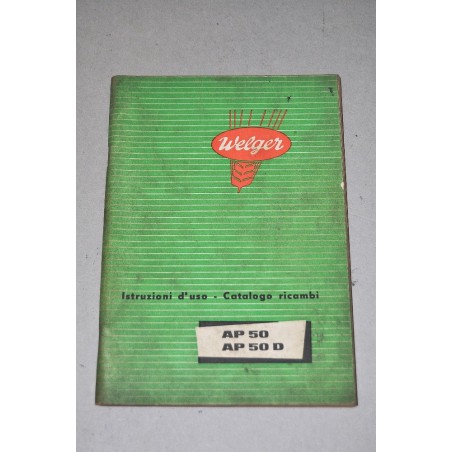 Welger
Istruzioni d'uso - Catalogo ricambi
AP 50
AP 50 D